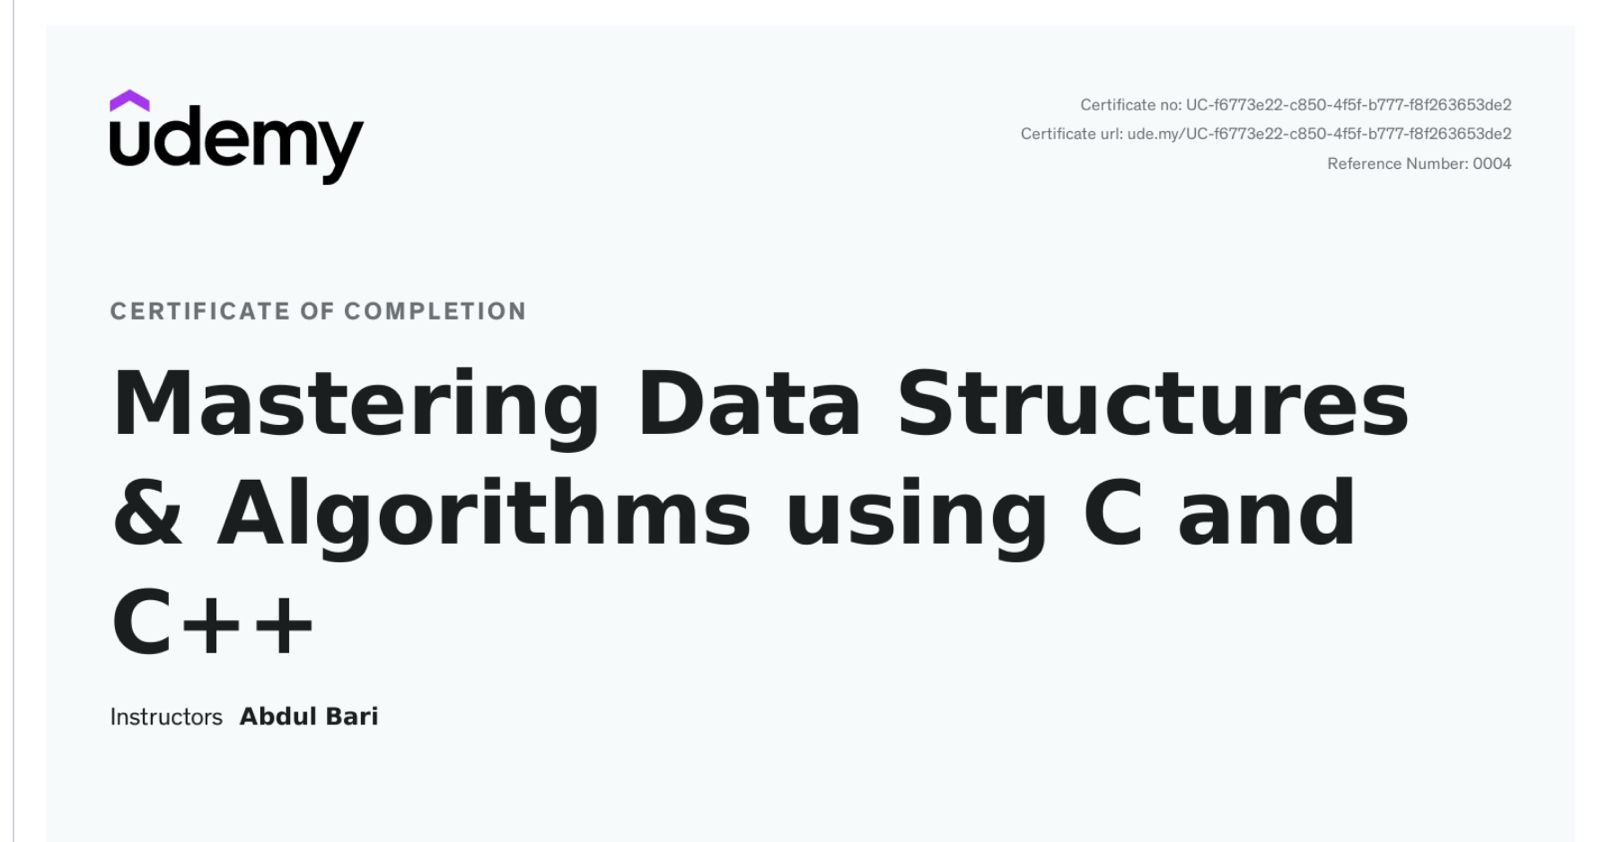 udemy
Certificate no: UC-f6773e22-c850-4f5f-b777-f8f263653de2
Certificate url: ude.my/UC-f6773e22-c850-4f5f-b777-f8f263653de2
Reference Number: 0004
CERTIFICATE OF COMPLETION
Mastering Data Structures
& Algorithms using C and
C++
Instructors Abdul Bari